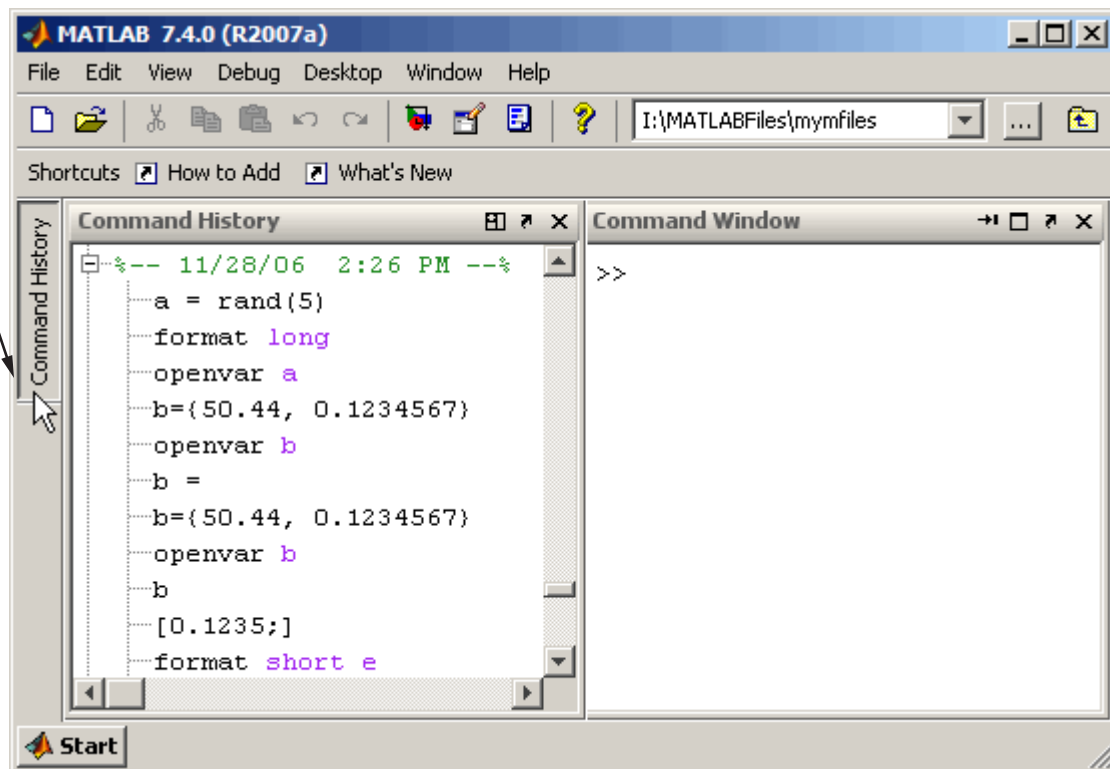 MATLAB 7.4.0 (R2007a)
File Edit View Debug Desktop Window Help
I:\MATLABFiles\mymfiles ...
Shortcuts How to Add What's New
Command History
Command History
%-- 11/28/06 2:26 PM --%
a = rand(5)
format long
openvar a
b={50.44, 0.1234567}
openvar b
b =
b={50.44, 0.1234567}
openvar b
b
[0.1235;]
format short e
Command Window
>>
Start